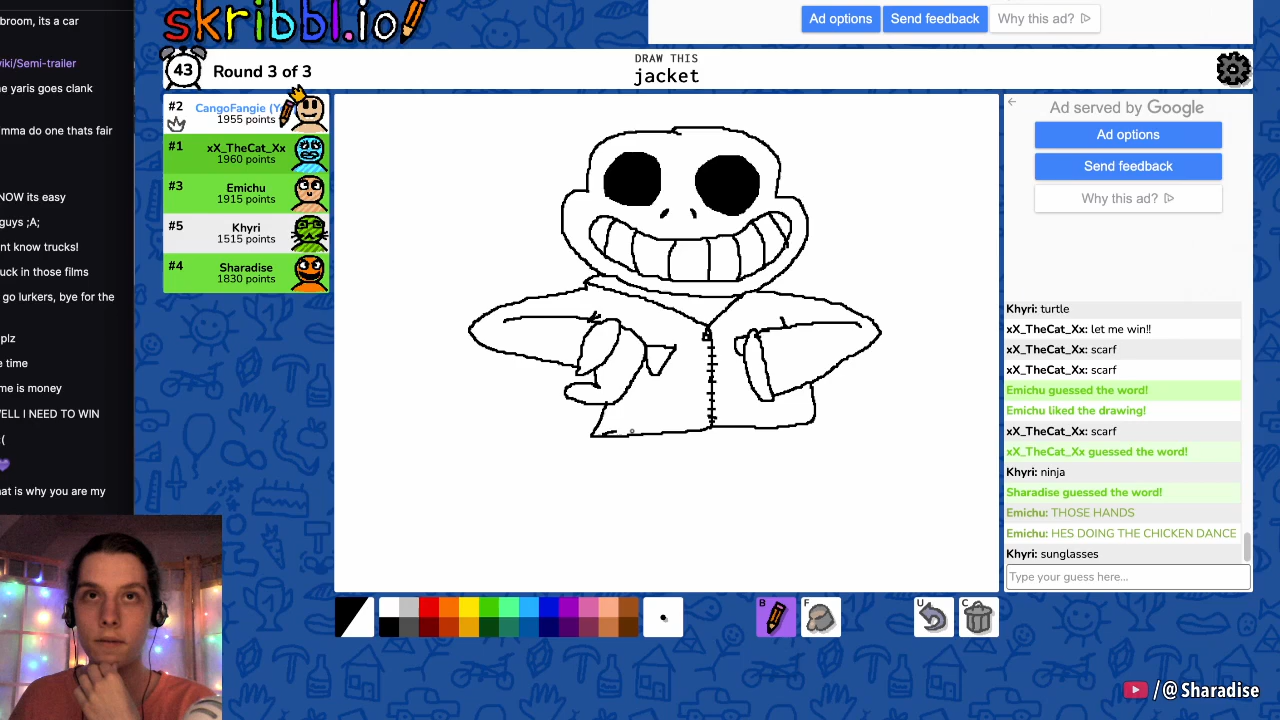 broom, its a car
viki/Semi-trailer
e yaris goes clank
mma do one thats fair
NOW its easy
guys ;A;
nt know trucks!
uck in those films
go lurkers, bye for the
plz
e time
me is money
VELL I NEED TO WIN
:(
hat is why you are my
skribbl.io
Ad options
Send feedback
Why this ad?
43
Round 3 of 3
DRAW THIS
jacket
#2
CangoFangie (Y
1955 points
#1
xX_TheCat_Xx
1960 points
#3
Emichu
1915 points
#5
Khyri
1515 points
#4
Sharadise
1830 points
Ad served by Google
Ad options
Send feedback
Why this ad?
Khyri: turtle
xX_TheCat_Xx: let me win!!
xX_TheCat_Xx: scarf
xX_TheCat_Xx: scarf
Emichu guessed the word!
Emichu liked the drawing!
xX_TheCat_Xx: scarf
xX_TheCat_Xx guessed the word!
Khyri: ninja
Sharadise guessed the word!
Emichu: THOSE HANDS
Emichu: HES DOING THE CHICKEN DANCE
Khyri: sunglasses
Type your guess here...
B
F
U
C
/@Sharadise